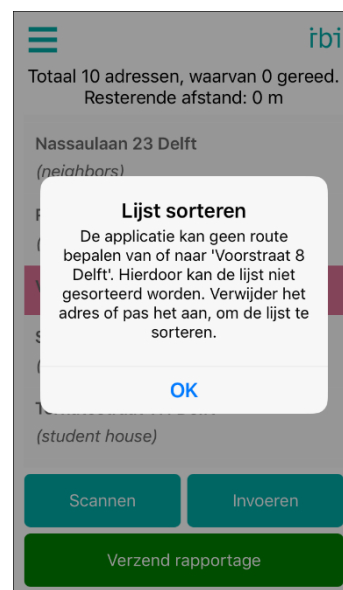 rbi
Totaal 10 adressen, waarvan 0 gereed.
Resterende afstand: 0 m
Nassaulaan 23 Delft
(neighbors)
Lijst sorteren
De applicatie kan geen route
bepalen van of naar 'Voorstraat 8
Delft'. Hierdoor kan de lijst niet
gesorteerd worden. Verwijder het
adres of pas het aan, om de lijst te
sorteren.
OK
(student house)
Scannen
Invoeren
Verzend rapportage